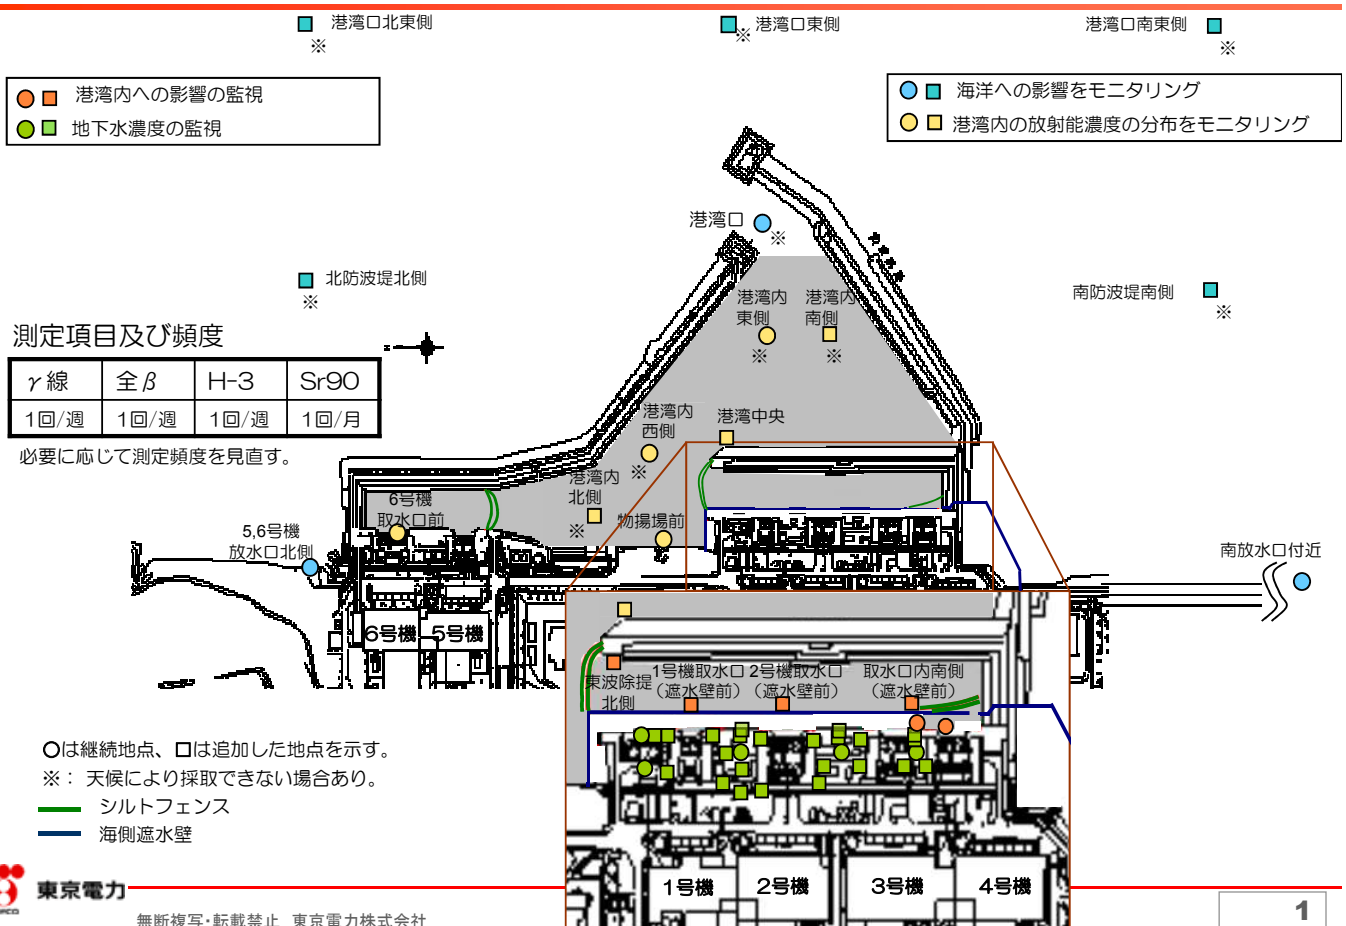 港湾口北東側
※
港湾口東側
※
港湾口南東側
※
港湾内への影響の監視
地下水濃度の監視
海洋への影響をモニタリング
港湾内の放射能濃度の分布をモニタリング
港湾口
※
北防波堤北側
※
南防波堤南側
※
港湾内
東側
※
港湾内
南側
※
測定項目及び頻度
γ線 全β H-3 Sr90
1回/週 1回/週 1回/週 1回/月
必要に応じて測定頻度を見直す。
港湾内
西側
※
港湾中央
港湾内
北側
※
6号機
取水口前
物揚場前
5,6号機
放水口北側
南放水口付近
6号機 5号機
東波除堤
北側
1号機取水口
(遮水壁前)
2号機取水口
(遮水壁前)
取水口内南側
(遮水壁前)
○は継続地点、□は追加した地点を示す。
※： 天候により採取できない場合あり。
シルトフェンス
海側遮水壁
1号機 2号機 3号機 4号機
東京電力
無断複写・転載禁止 東京電力株式会社
1